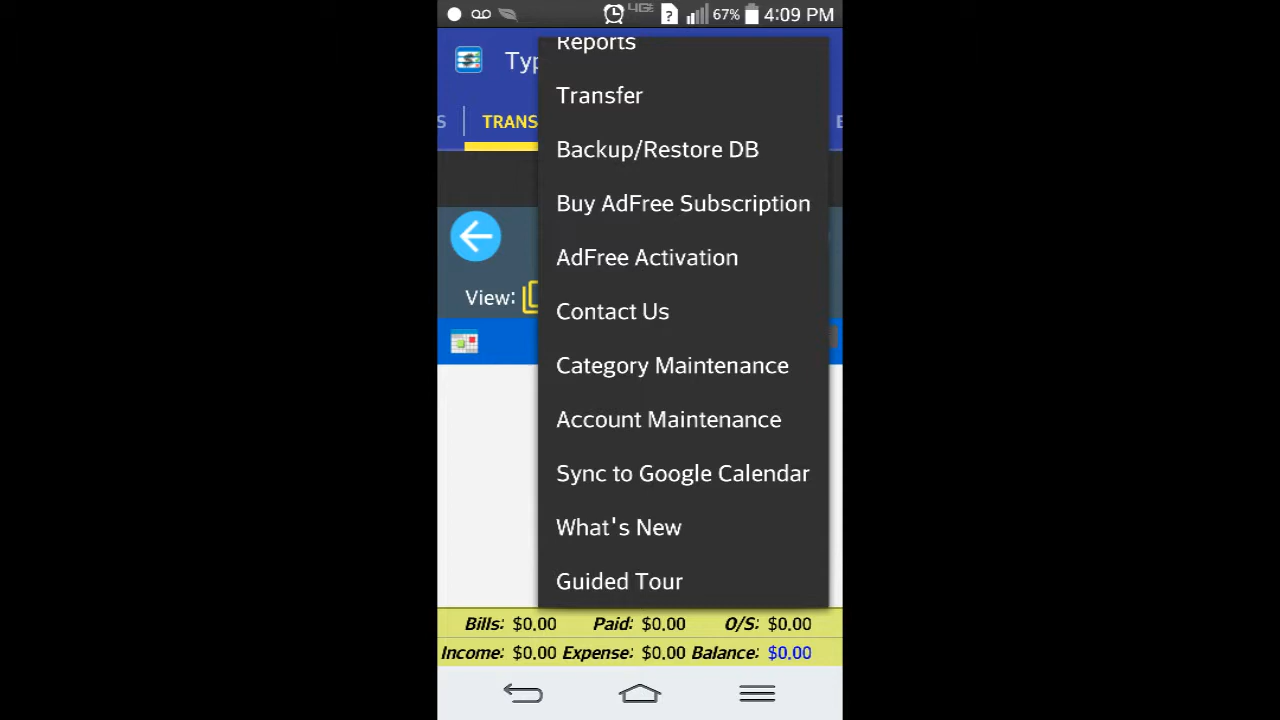 4G
67% 4:09 PM
Reports
Typ
Transfer
S
TRANS
Backup/Restore DB
Buy AdFree Subscription
AdFree Activation
View:
Contact Us
Category Maintenance
Account Maintenance
Sync to Google Calendar
What's New
Guided Tour
Bills: $0.00 Paid: $0.00 O/S: $0.00
Income: $0.00 Expense: $0.00 Balance: $0.00